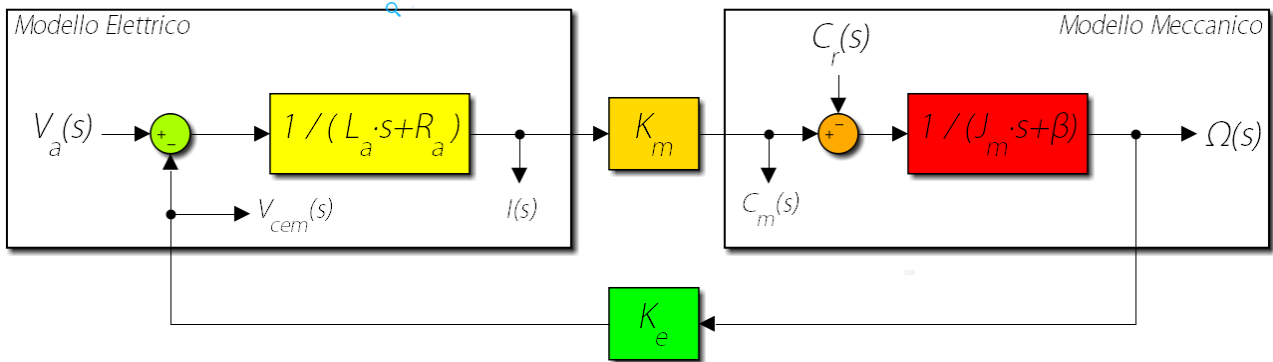 Modello Elettrico
Modello Meccanico
C_r(s)
V_a(s)
+
−
1 / ( L_a·s+R_a )
K_m
+
−
1 / (J_m·s+β)
Ω(s)
V_cem(s)
I(s)
C_m(s)
K_e